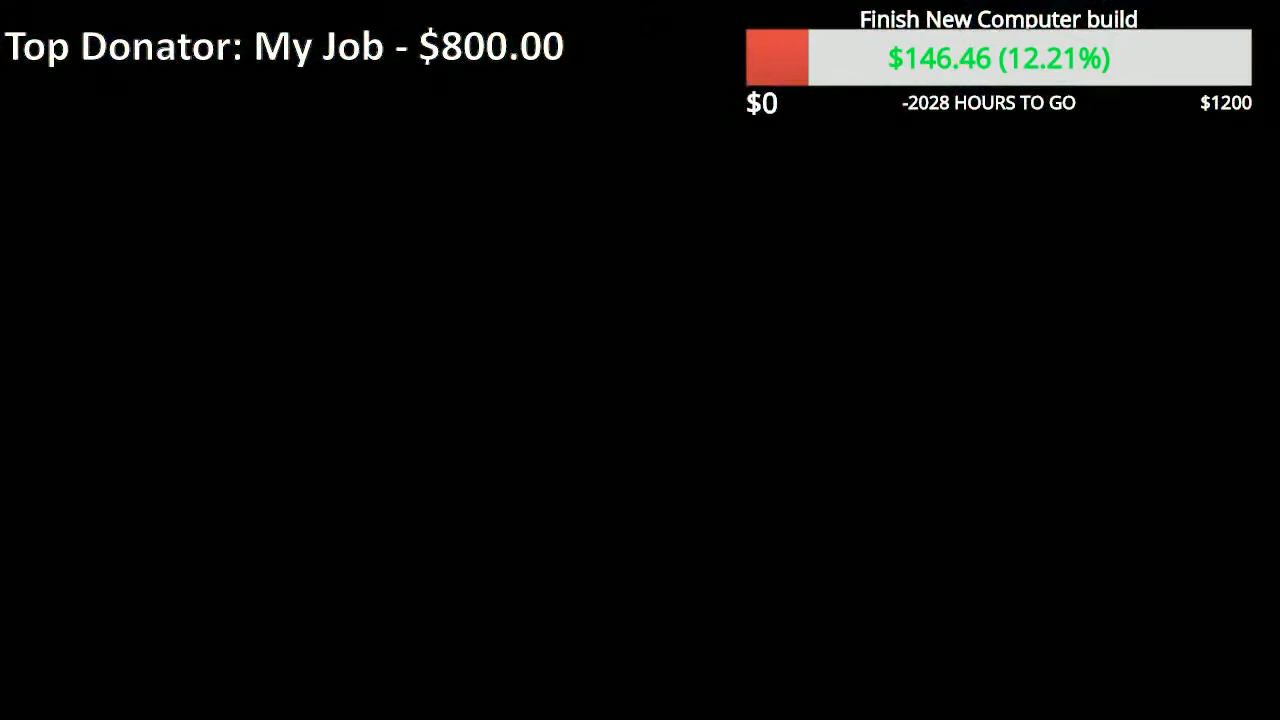 Top Donator: My Job - $800.00
Finish New Computer build
$146.46 (12.21%)
$0 -2028 HOURS TO GO $1200